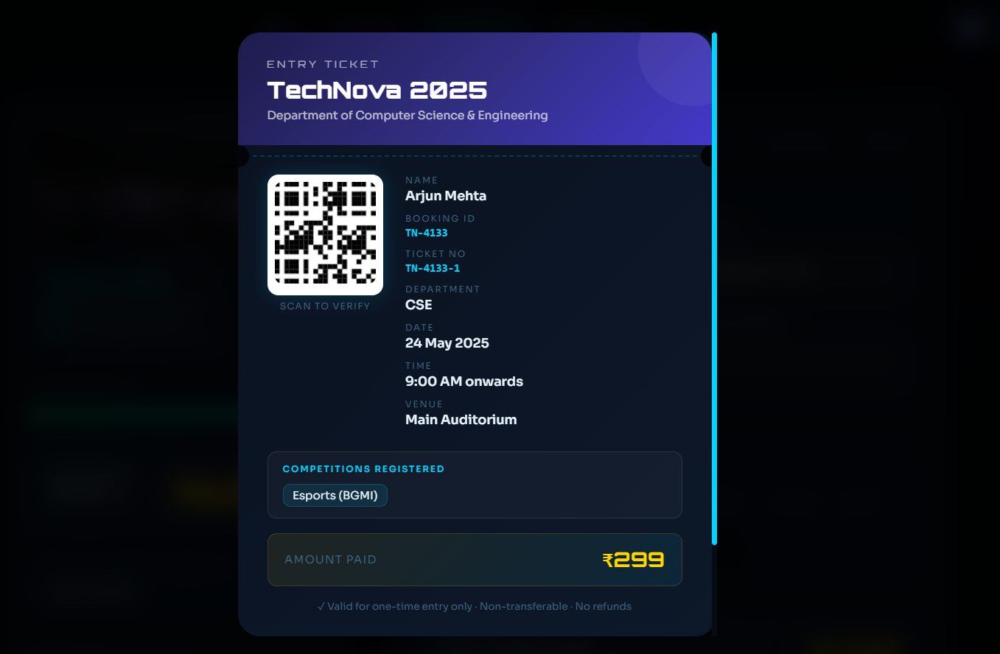 ENTRY TICKET
TechNova 2025
Department of Computer Science & Engineering
NAME
Arjun Mehta
BOOKING ID
TN-4133
TICKET NO
TN-4133-1
DEPARTMENT
CSE
DATE
24 May 2025
TIME
9:00 AM onwards
VENUE
Main Auditorium
SCAN TO VERIFY
COMPETITIONS REGISTERED
Esports (BGMI)
AMOUNT PAID
₹299
✓ Valid for one-time entry only · Non-transferable · No refunds